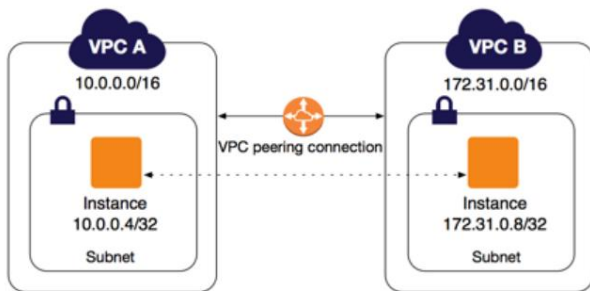 VPC A
10.0.0.0/16
Instance
10.0.0.4/32
Subnet
VPC peering connection
VPC B
172.31.0.0/16
Instance
172.31.0.8/32
Subnet